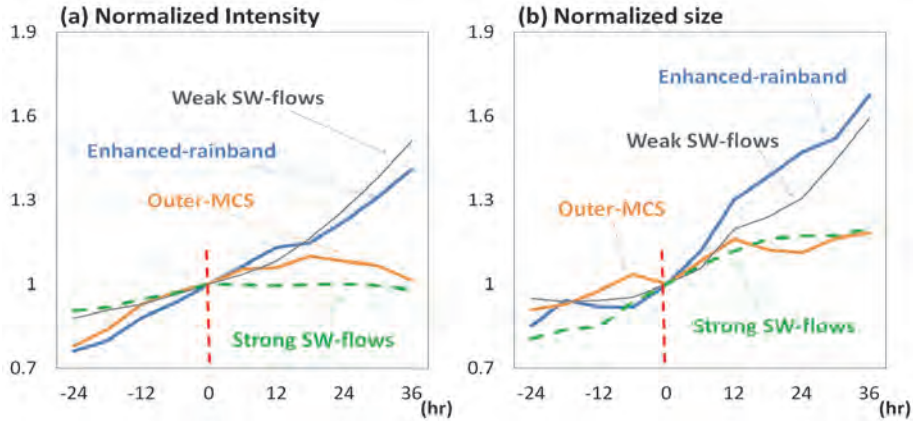 (a) Normalized Intensity
1.9
1.6
1.3
1
0.7
Weak SW-flows
Enhanced-rainband
Outer-MCS
Strong SW-flows
-24
-12
0
12
24
36
(hr)
(b) Normalized size
1.9
1.6
1.3
1
0.7
Enhanced-rainband
Weak SW-flows
Outer-MCS
Strong SW-flows
-24
-12
0
12
24
36
(hr)